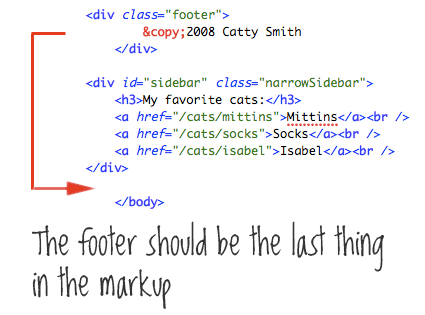 <div class="footer">
&copy;2008 Catty Smith
</div>
<div id="sidebar" class="narrowSidebar">
<h3>My favorite cats:</h3>
<a href="/cats/mittins">Mittins</a><br />
<a href="/cats/socks">Socks</a><br />
<a href="/cats/isabel">Isabel</a><br />
</div>
</body>
The footer should be the last thing
in the markup